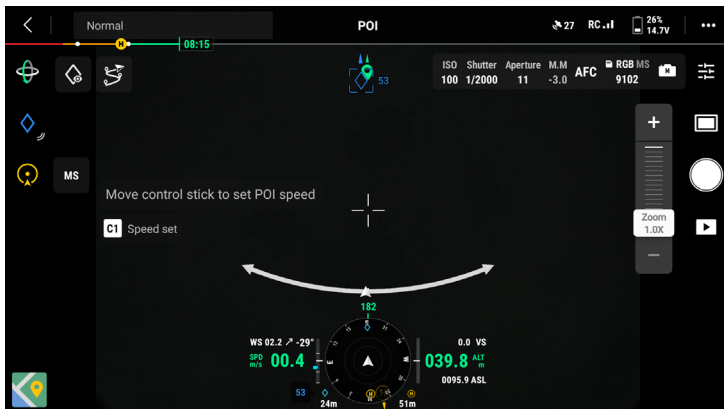 Normal
POI
27 RC 26% 14.7V
H 08:15
53
ISO Shutter Aperture M.M AFC RGB MS N
100 1/2000 11 -3.0 9102
MS
+
Move control stick to set POI speed
C1 Speed set
Zoom
1.0X
182
WS 02.2 ↗ -29° 0.0 VS
SPD m/s 00.4 E W 039.8 ALT m
0095.9 ASL
53 N H
24m 51m